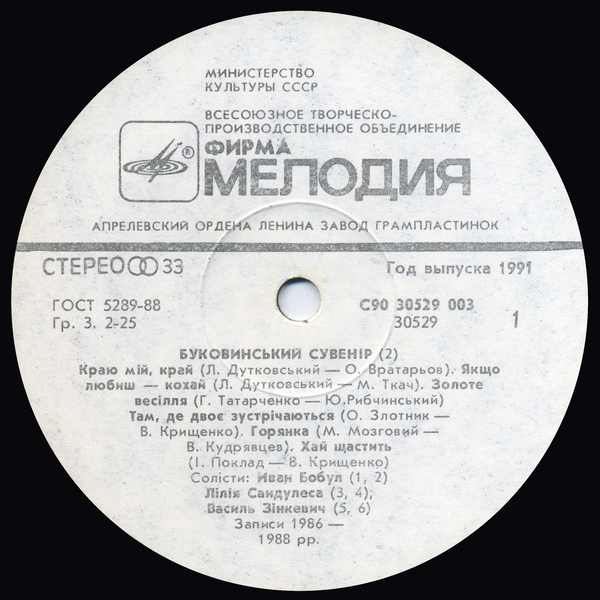 МИНИСТЕРСТВО
КУЛЬТУРЫ СССР
ВСЕСОЮЗНОЕ ТВОРЧЕСКО-
ПРОИЗВОДСТВЕННОЕ ОБЪЕДИНЕНИЕ
ФИРМА
®
МЕЛОДИЯ
АПРЕЛЕВСКИЙ ОРДЕНА ЛЕНИНА ЗАВОД ГРАМПЛАСТИНОК
СТЕРЕО 33
Год выпуска 1991
ГОСТ 5289-88
С90 30529 003
Гр. 3. 2-25
30529
1
БУКОВИНСЬКИЙ СУВЕНІР (2)
Краю мій, край (Л. Дутковський — О. Вратарьов). Якщо
любиш — кохай (Л. Дутковський — М. Ткач). Золоте
весілля (Г. Татарченко — Ю.Рибчинський)
Там, де двоє зустрічаються (О. Злотник —
В. Крищенко). Горянка (М. Мозговий —
В. Кудрявцев). Хай щастить
(І. Поклад — В. Крищенко)
Солісти: Иван Бобул (1, 2)
Лілія Сандулеса (3, 4);
Василь Зінкевич (5, 6)
Записи 1986 —
1988 рр.